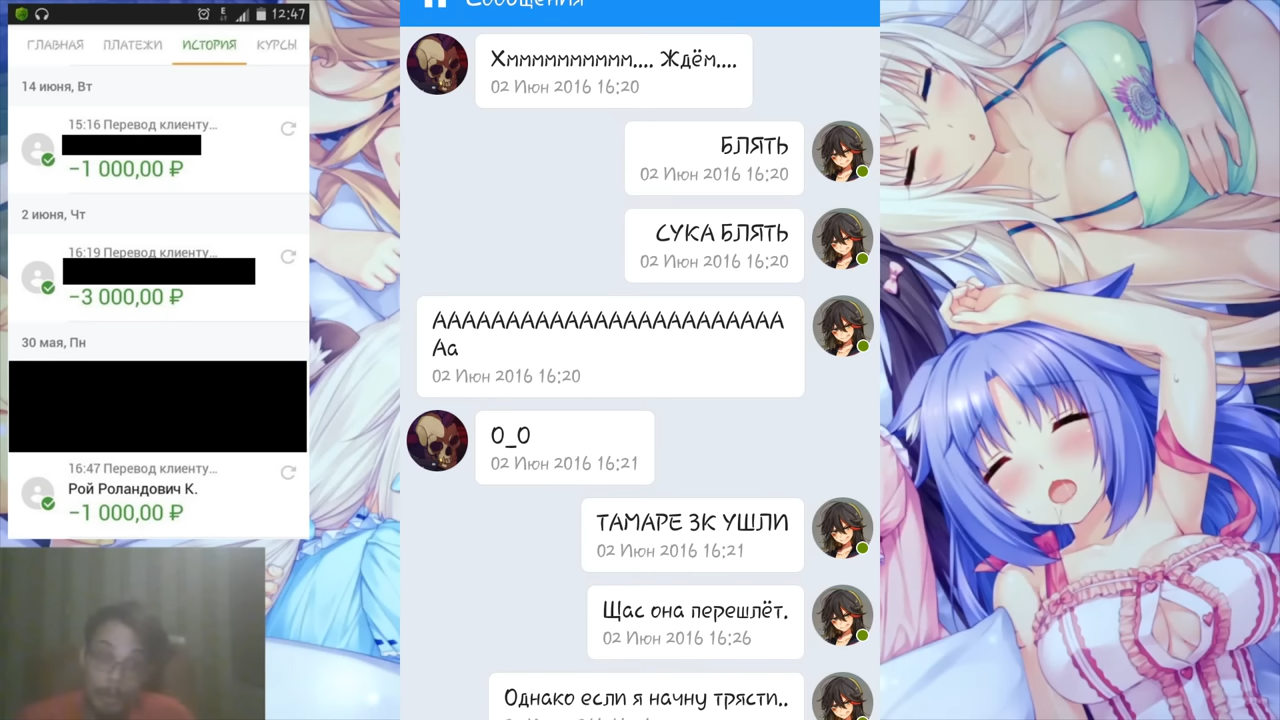 12:47
ГЛАВНАЯ ПЛАТЕЖИ ИСТОРИЯ КУРСЫ
14 июня, Вт
15:16 Перевод клиенту...
−1 000,00 ₽
2 июня, Чт
16:19 Перевод клиенту...
−3 000,00 ₽
30 мая, Пн
16:47 Перевод клиенту...
Рой Роландович К.
−1 000,00 ₽
Сообщения
Хмммммммммм.... Ждём....
02 Июн 2016 16:20
БЛЯТЬ
02 Июн 2016 16:20
СУКА БЛЯТЬ
02 Июн 2016 16:20
АААААААААААААААААААААААА
Аа
02 Июн 2016 16:20
О_О
02 Июн 2016 16:21
ТАМАРЕ 3К УШЛИ
02 Июн 2016 16:21
Щас она перешлёт.
02 Июн 2016 16:26
Однако если я начну трясти..